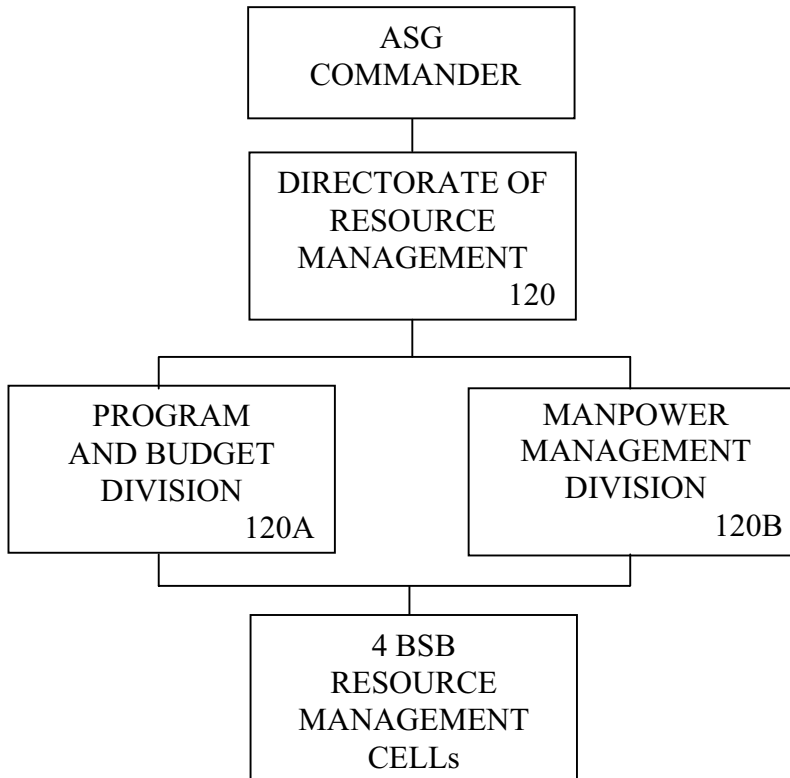 ASG
COMMANDER
DIRECTORATE OF
RESOURCE
MANAGEMENT
120
PROGRAM
AND BUDGET
DIVISION
120A
MANPOWER
MANAGEMENT
DIVISION
120B
4 BSB
RESOURCE
MANAGEMENT
CELLs